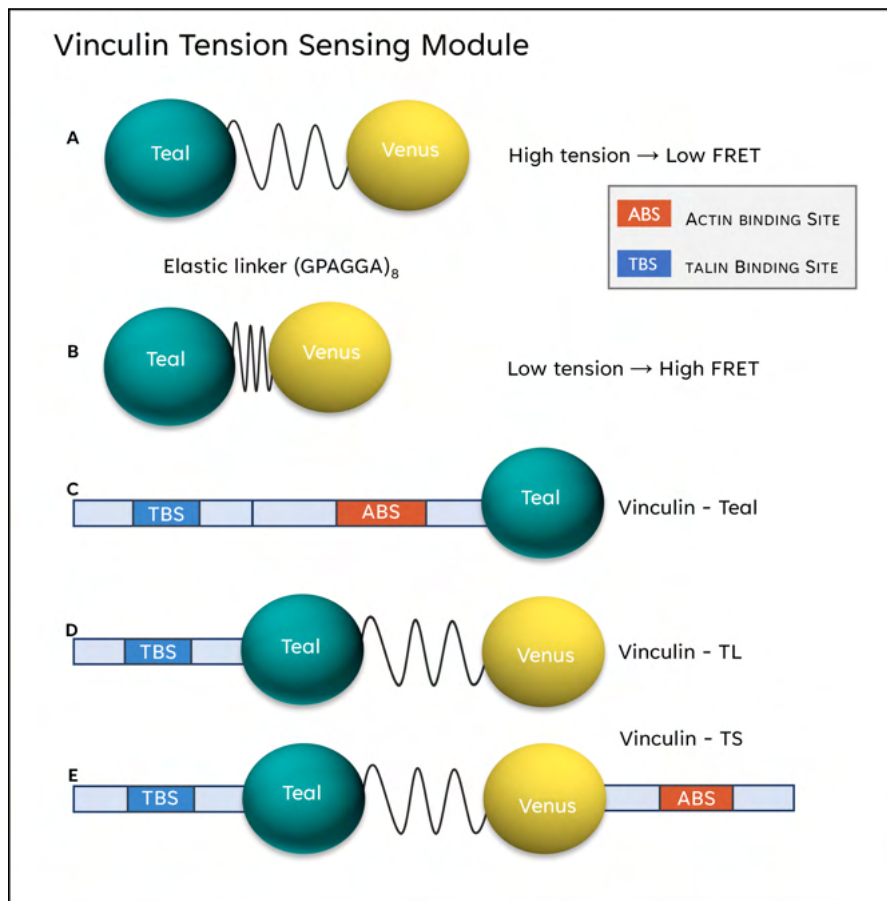 Vinculin Tension Sensing Module
A
Teal
Venus
High tension → Low FRET
ABS ACTIN BINDING SITE
TBS TALIN BINDING SITE
Elastic linker (GPAGGA)₈
B
Teal
Venus
Low tension → High FRET
C
TBS
ABS
Teal
Vinculin - Teal
D
TBS
Teal
Venus
Vinculin - TL
Vinculin - TS
E
TBS
Teal
Venus
ABS